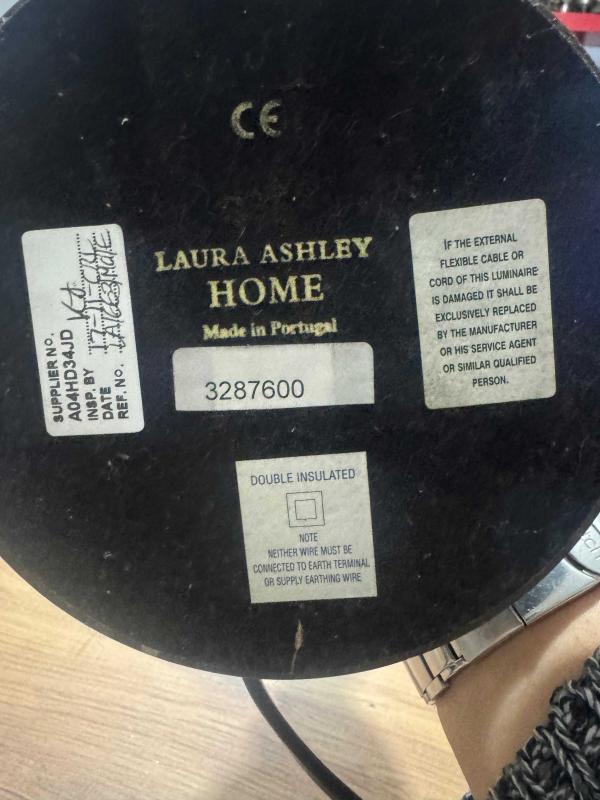 CE
LAURA ASHLEY
HOME
Made in Portugal
3287600
SUPPLIER NO.
A04HD34JD
INSP. BY
DATE
REF. NO.
IF THE EXTERNAL
FLEXIBLE CABLE OR
CORD OF THIS LUMINAIRE
IS DAMAGED IT SHALL BE
EXCLUSIVELY REPLACED
BY THE MANUFACTURER
OR HIS SERVICE AGENT
OR SIMILAR QUALIFIED
PERSON.
DOUBLE INSULATED
NOTE
NEITHER WIRE MUST BE
CONNECTED TO EARTH TERMINAL
OR SUPPLY EARTHING WIRE